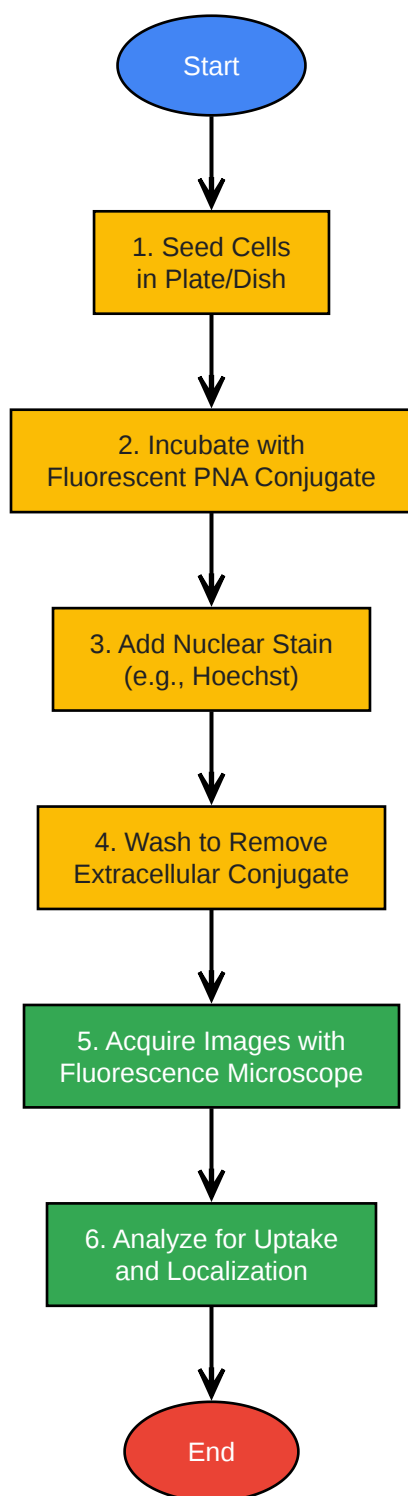 Start
1. Seed Cells
in Plate/Dish
2. Incubate with
Fluorescent PNA Conjugate
3. Add Nuclear Stain
(e.g., Hoechst)
4. Wash to Remove
Extracellular Conjugate
5. Acquire Images with
Fluorescence Microscope
6. Analyze for Uptake
and Localization
End